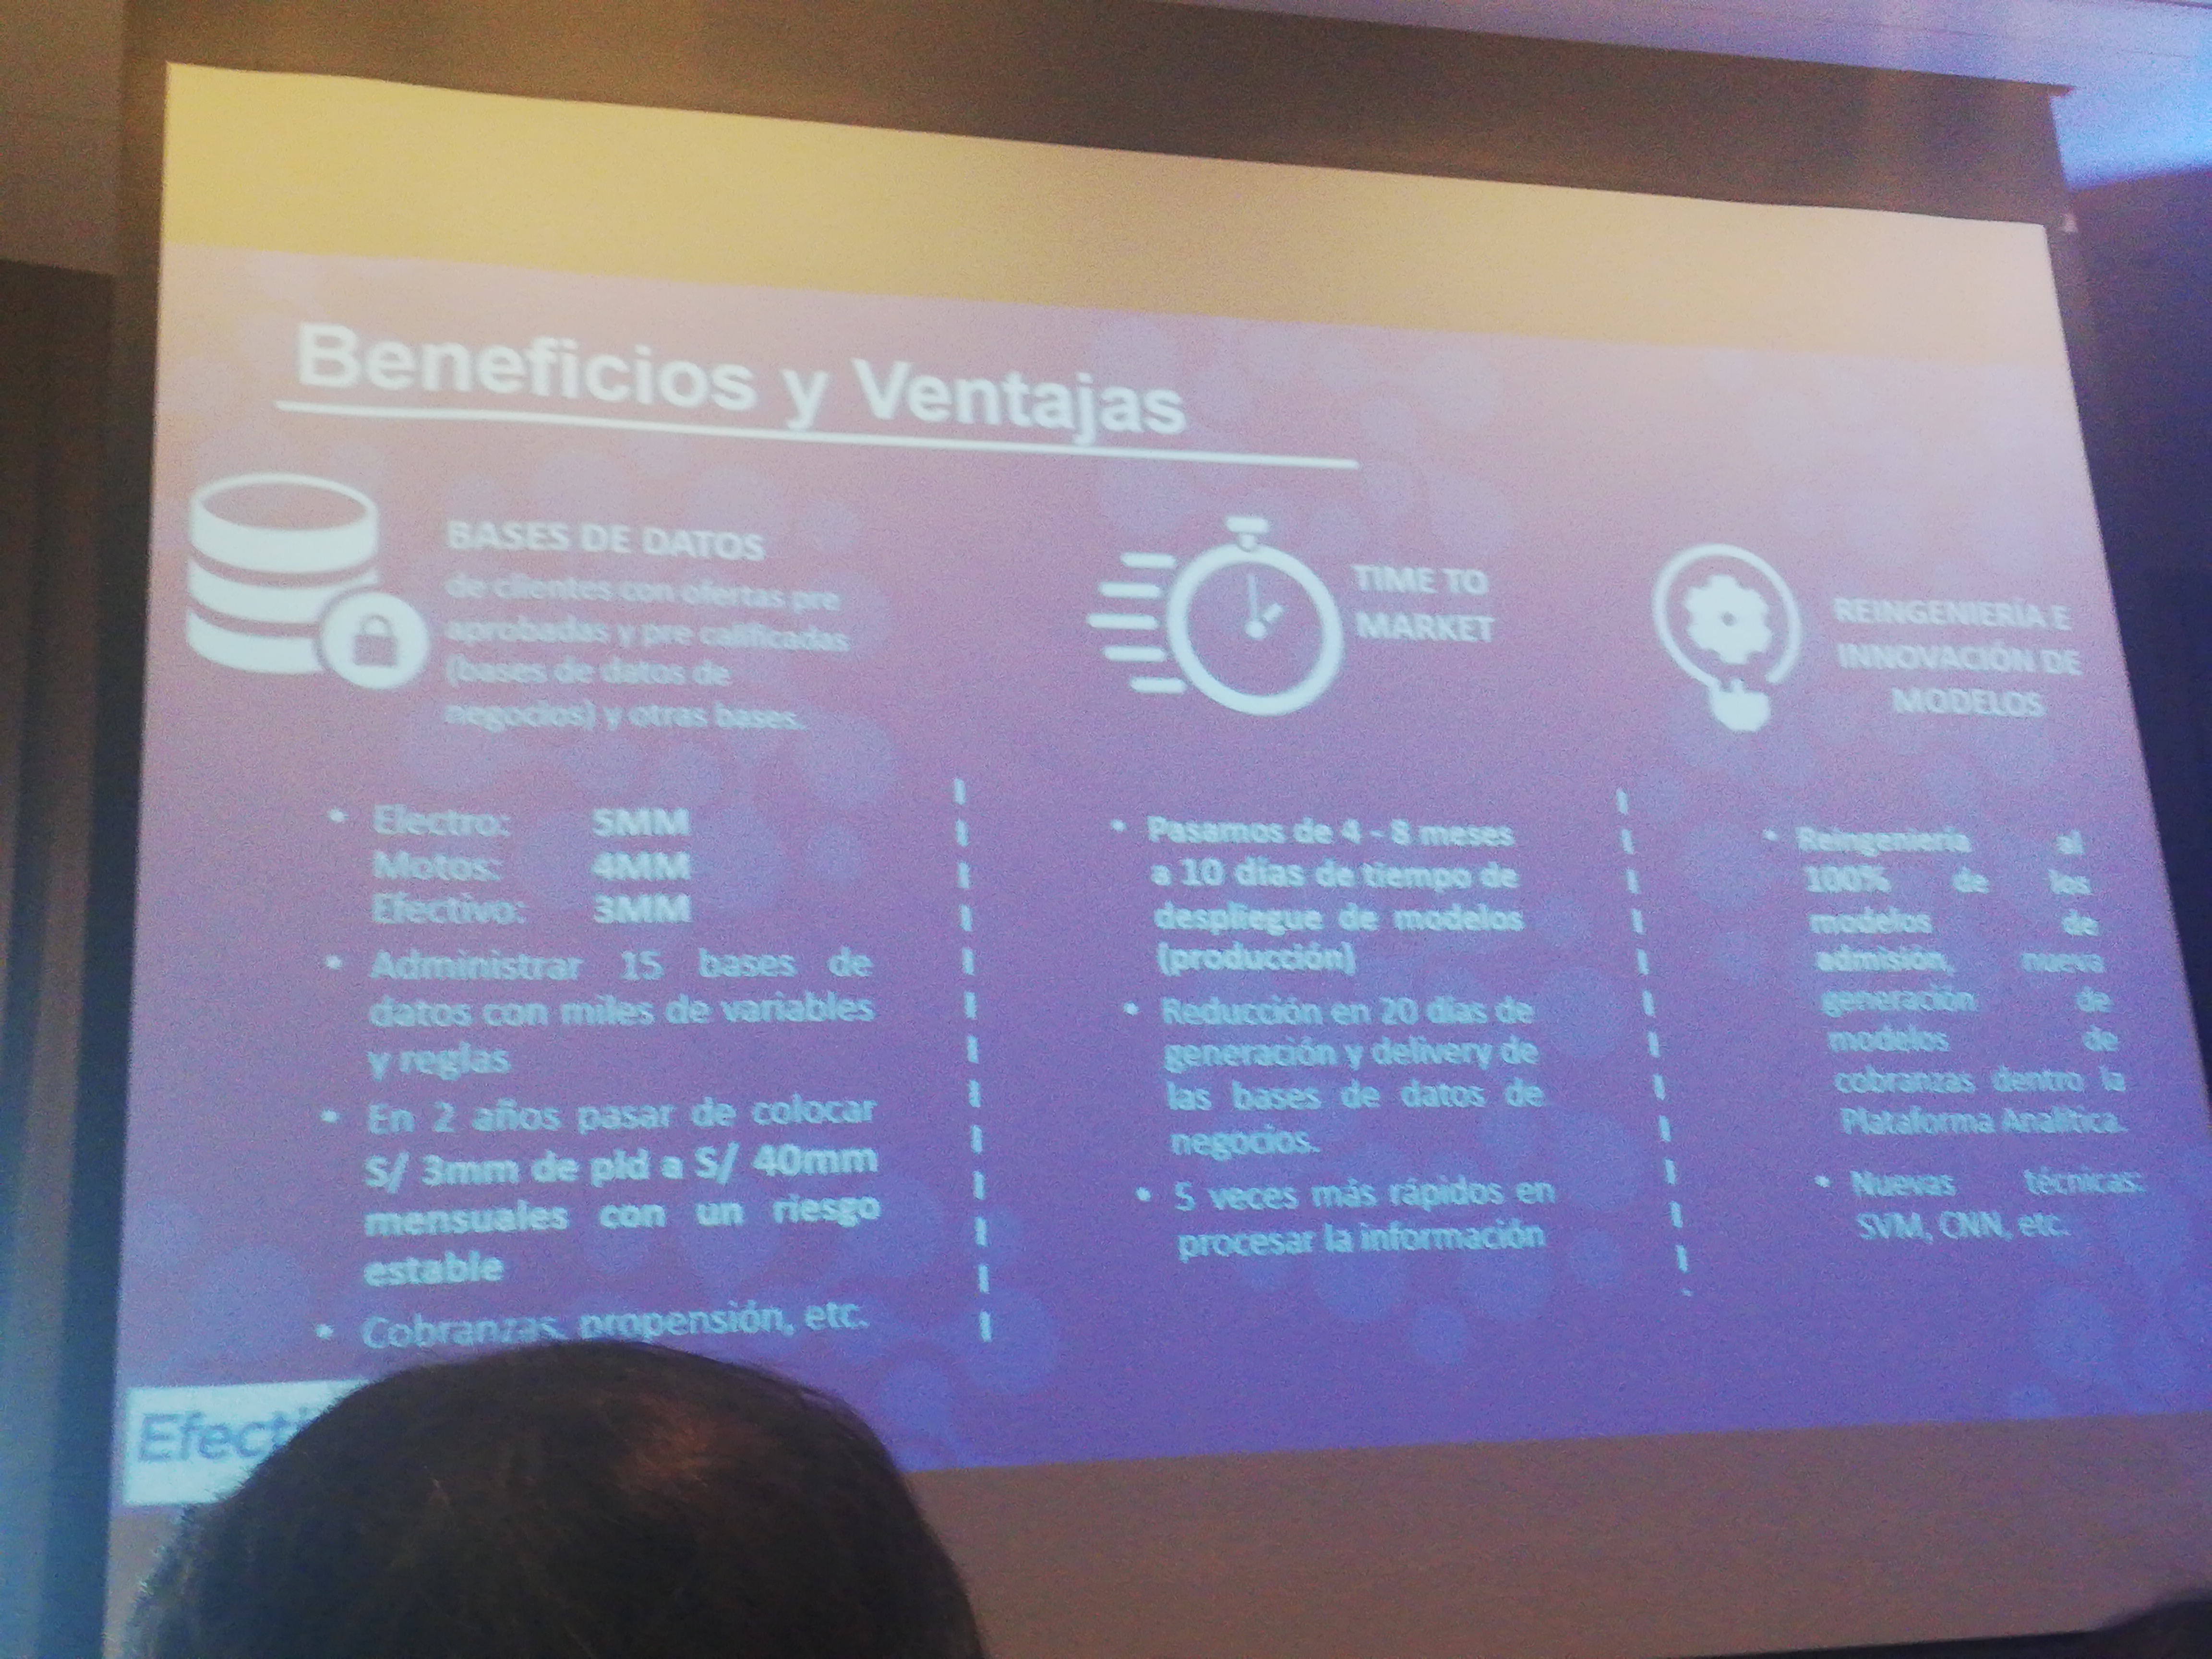 Beneficios y Ventajas
BASES DE DATOS
de clientes con ofertas pre
aprobadas y pre calificadas
(bases de datos de
negocios) y otras bases.
• Electro: 5MM
Motos: 4MM
Efectivo: 3MM
• Administrar 15 bases de
datos con miles de variables
y reglas
• En 2 años pasar de colocar
S/ 3mm de pld a S/ 40mm
mensuales con un riesgo
estable
• Cobranzas, propensión, etc.
TIME TO
MARKET
• Pasamos de 4 - 8 meses
a 10 días de tiempo de
despliegue de modelos
(producción)
• Reducción en 20 días de
generación y delivery de
las bases de datos de
negocios.
• 5 veces más rápidos en
procesar la información
REINGENIERÍA E
INNOVACIÓN DE
MODELOS
• Reingeniería al
100% de los
modelos de
admisión, nueva
generación de
modelos de
cobranzas dentro la
Plataforma Analítica.
• Nuevas técnicas:
SVM, CNN, etc.